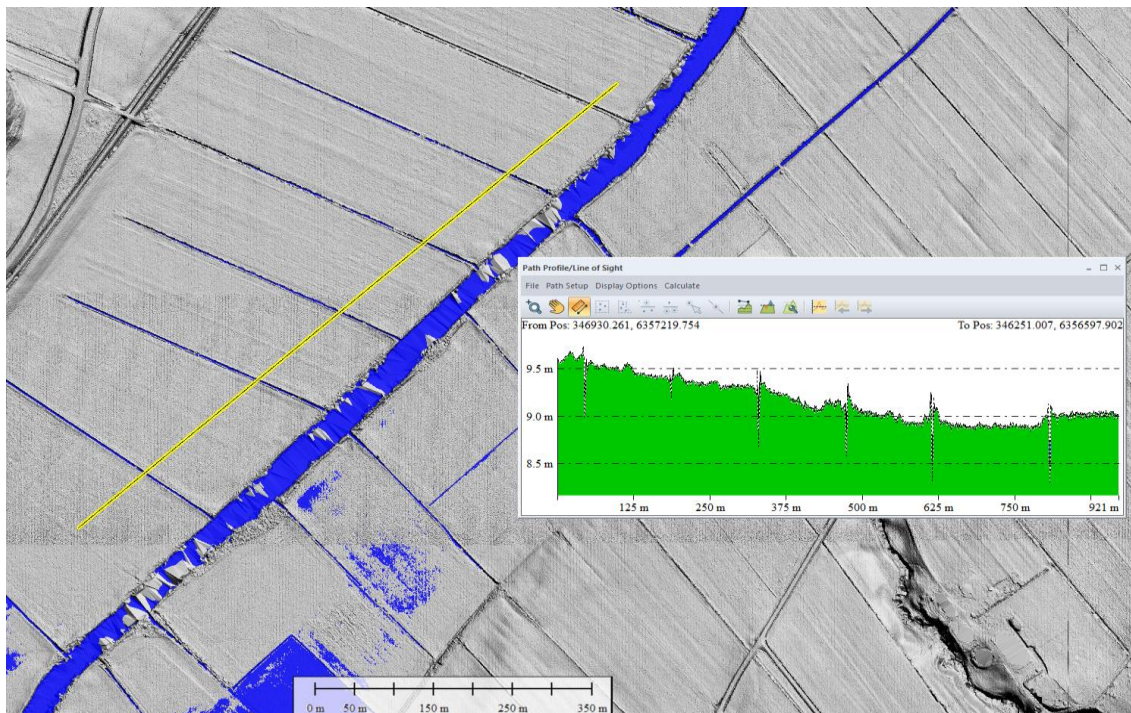 Path Profile/Line of Sight
File Path Setup Display Options Calculate
From Pos: 346930.261, 6357219.754 To Pos: 346251.007, 6356597.902
9.5 m
9.0 m
8.5 m
125 m 250 m 375 m 500 m 625 m 750 m 921 m
0 m 50 m 150 m 250 m 350 m